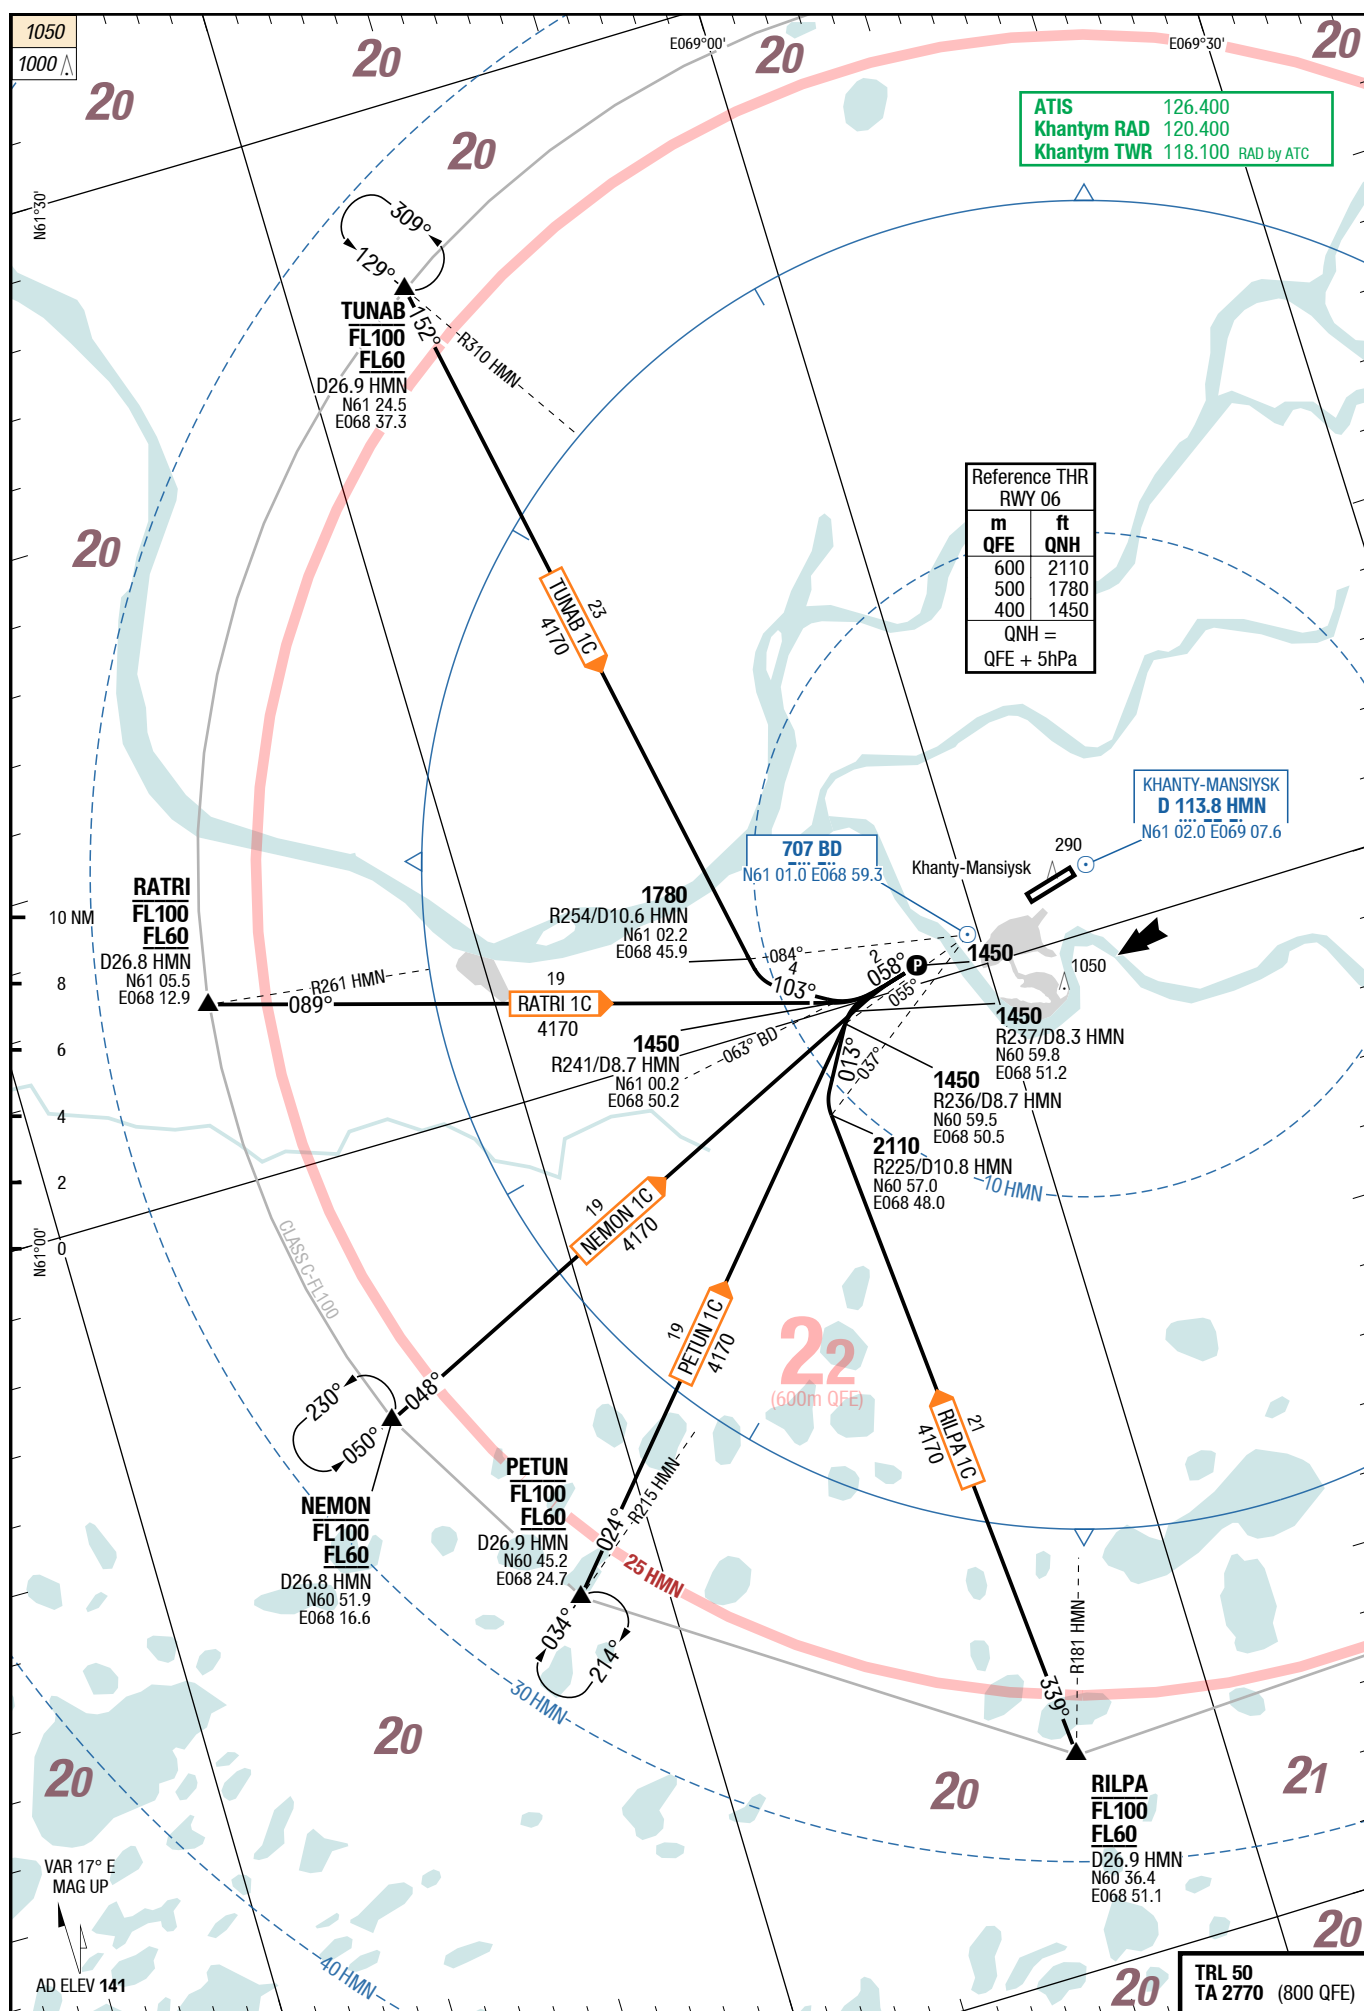 1050
1000
20
20
20
20
20
E069°00'
E069°30'
ATIS 126.400
Khantym RAD 120.400
Khantym TWR 118.100 RAD by ATC
N61°30'
309°
129°
TUNAB
FL100
FL60
D26.9 HMN
N61 24.5
E068 37.3
152°
R310 HMN
20
Reference THR
RWY 06
m ft
QFE QNH
600 2110
500 1780
400 1450
QNH =
QFE + 5hPa
TUNAB 1C
23
4170
KHANTY-MANSIYSK
D 113.8 HMN
N61 02.0 E069 07.6
707 BD
N61 01.0 E068 59.3
Khanty-Mansiysk
290
RATRI
FL100
FL60
D26.8 HMN
N61 05.5
E068 12.9
10 NM
8
6
4
2
0
R261 HMN
089°
19
RATRI 1C
4170
1780
R254/D10.6 HMN
N61 02.2
E068 45.9
084°
4
103°
2
058°
055°
P
1450
1050
1450
R241/D8.7 HMN
N61 00.2
E068 50.2
063° BD
013°
037°
1450
R237/D8.3 HMN
N60 59.8
E068 51.2
1450
R236/D8.7 HMN
N60 59.5
E068 50.5
2110
R225/D10.8 HMN
N60 57.0
E068 48.0
10 HMN
N61°00'
CLASS C-FL100
19
NEMON 1C
4170
19
PETUN 1C
4170
22
(600m QFE)
21
RILPA 1C
4170
230°
050°
048°
NEMON
FL100
FL60
D26.8 HMN
N60 51.9
E068 16.6
PETUN
FL100
FL60
D26.9 HMN
N60 45.2
E068 24.7
024°
R215 HMN
25 HMN
034°
214°
R181 HMN
339°
30 HMN
20
20
20
21
RILPA
FL100
FL60
D26.9 HMN
N60 36.4
E068 51.1
VAR 17° E
MAG UP
AD ELEV 141
40 HMN
20
20
TRL 50
TA 2770 (800 QFE)